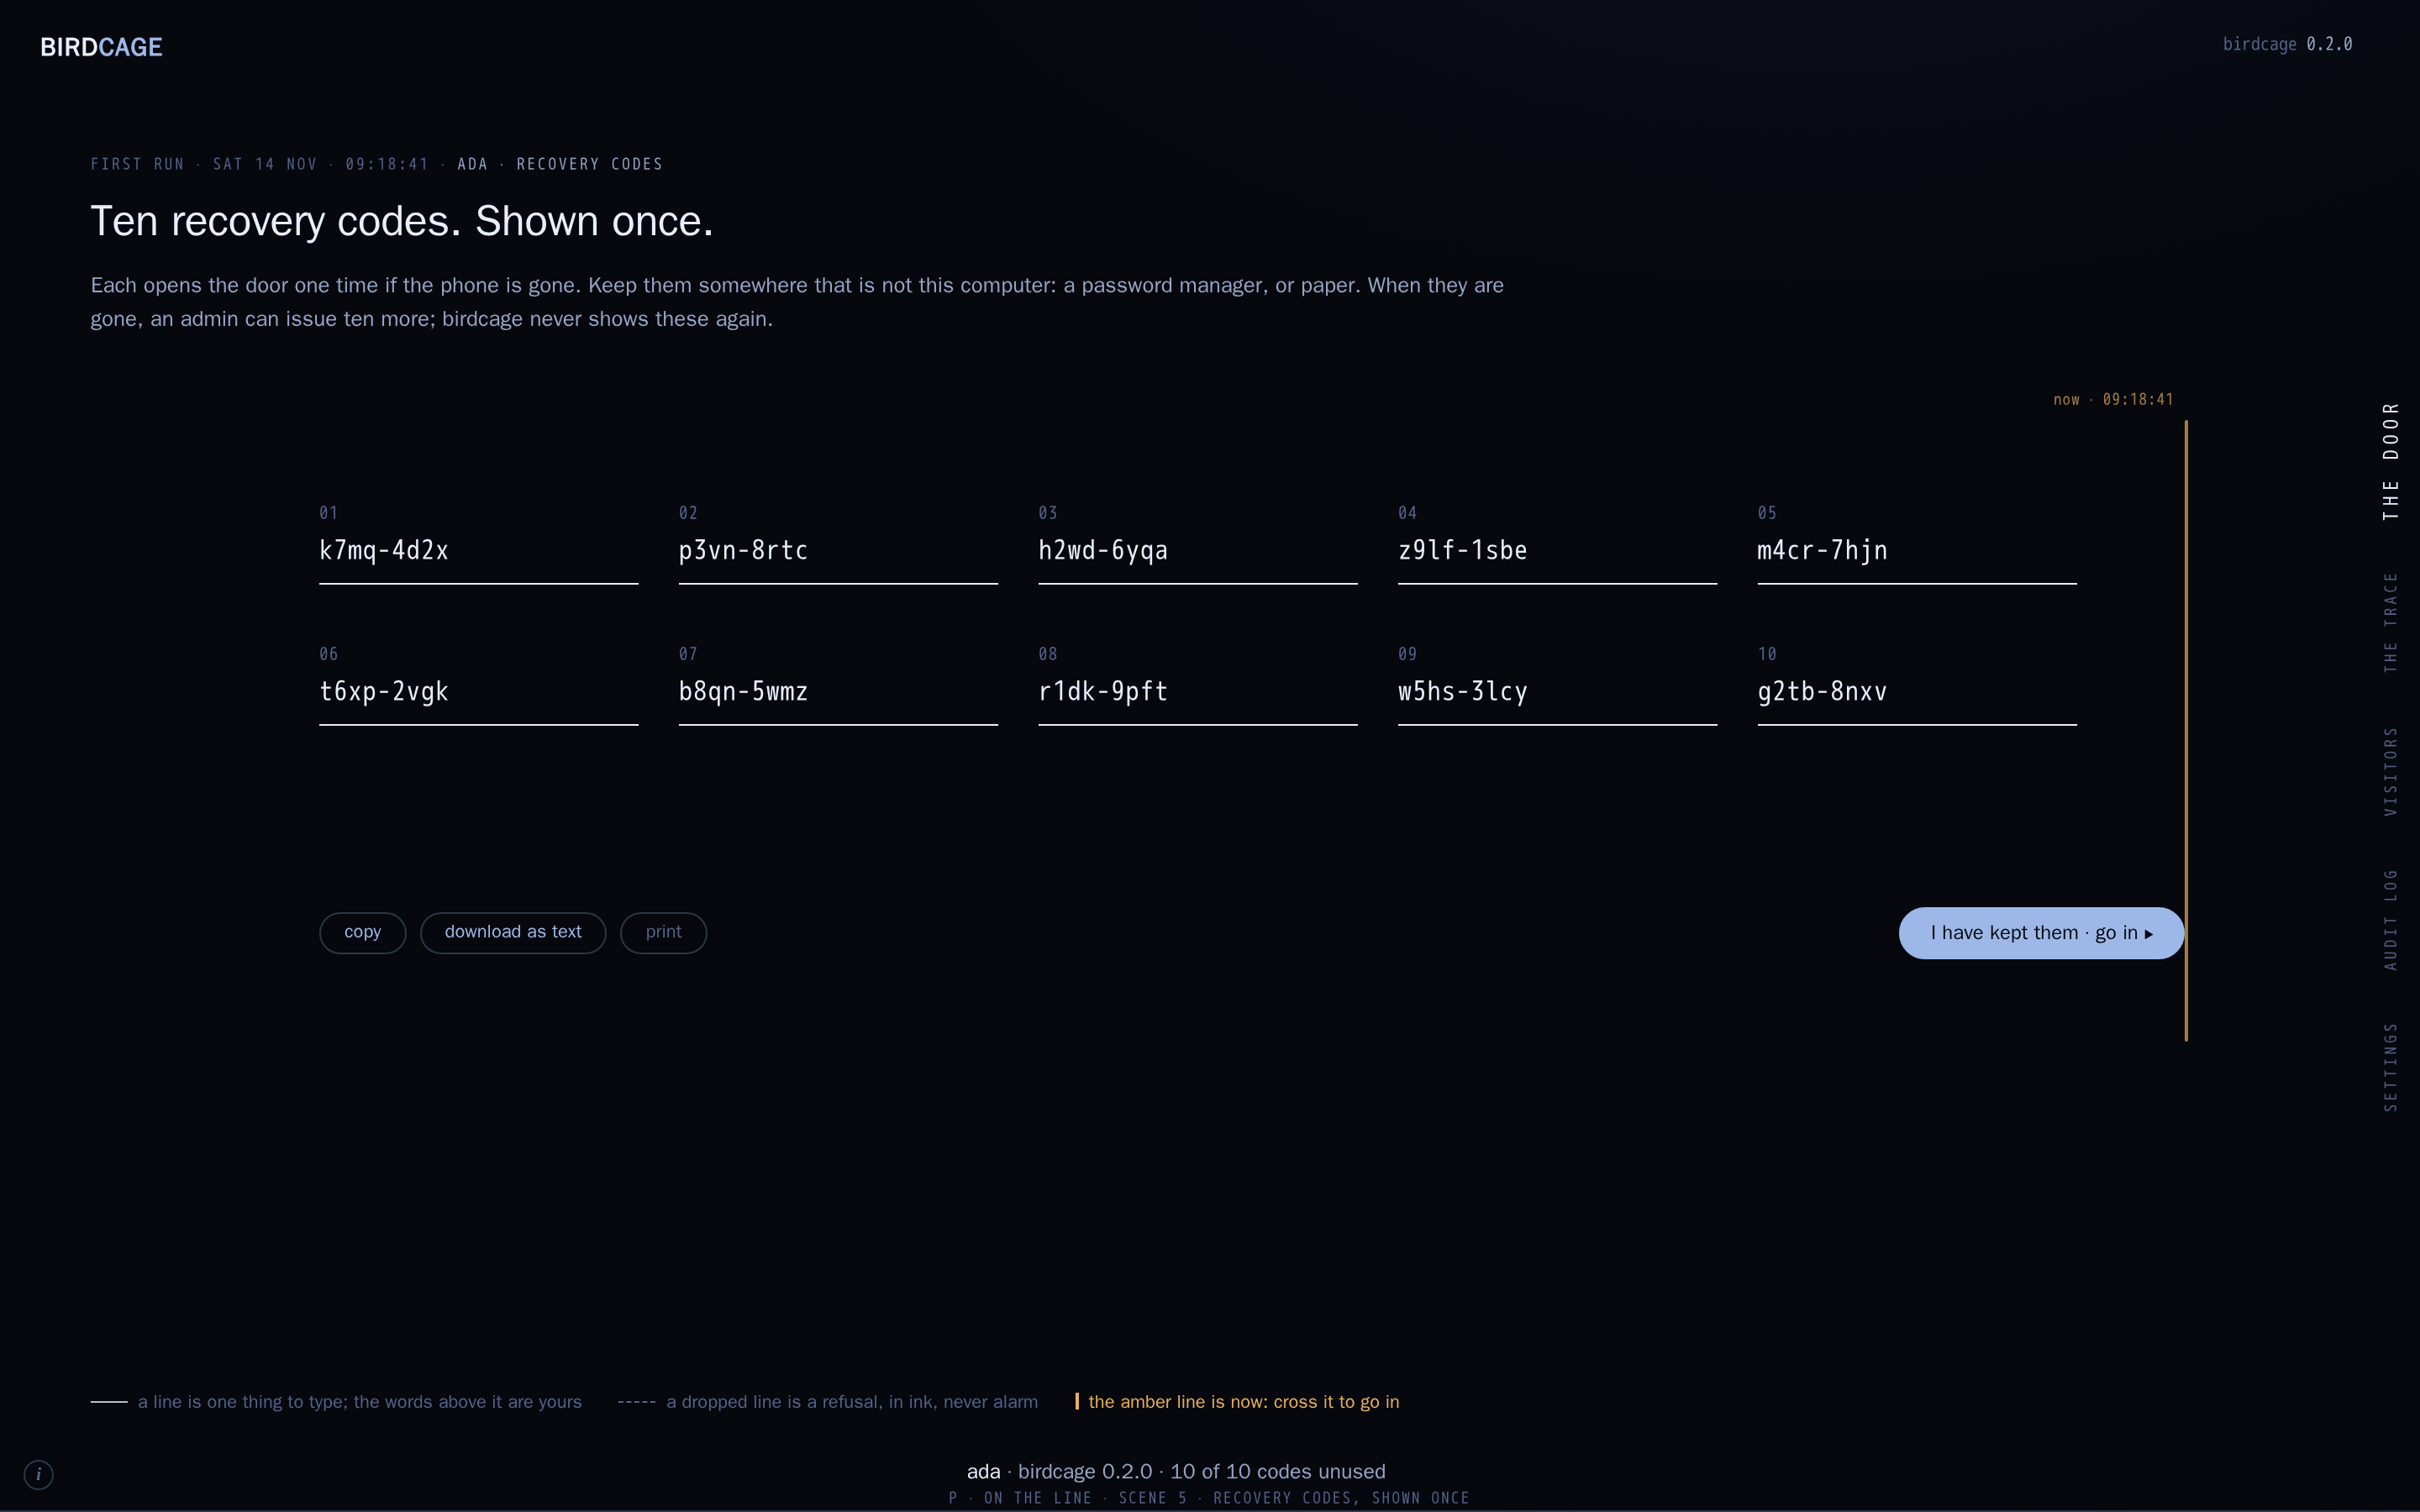 BIRDCAGE
birdcage 0.2.0
FIRST RUN · SAT 14 NOV · 09:18:41 · ADA · RECOVERY CODES
Ten recovery codes. Shown once.
Each opens the door one time if the phone is gone. Keep them somewhere that is not this computer: a password manager, or paper. When they are
gone, an admin can issue ten more; birdcage never shows these again.
now · 09:18:41
01 02 03 04 05
k7mq-4d2x p3vn-8rtc h2wd-6yqa z9lf-1sbe m4cr-7hjn
06 07 08 09 10
t6xp-2vgk b8qn-5wmz r1dk-9pft w5hs-3lcy g2tb-8nxv
copy download as text print I have kept them · go in ▸
THE DOOR
THE TRACE
VISITORS
AUDIT LOG
SETTINGS
a line is one thing to type; the words above it are yours a dropped line is a refusal, in ink, never alarm the amber line is now: cross it to go in
i
ada · birdcage 0.2.0 · 10 of 10 codes unused
P · ON THE LINE · SCENE 5 · RECOVERY CODES, SHOWN ONCE